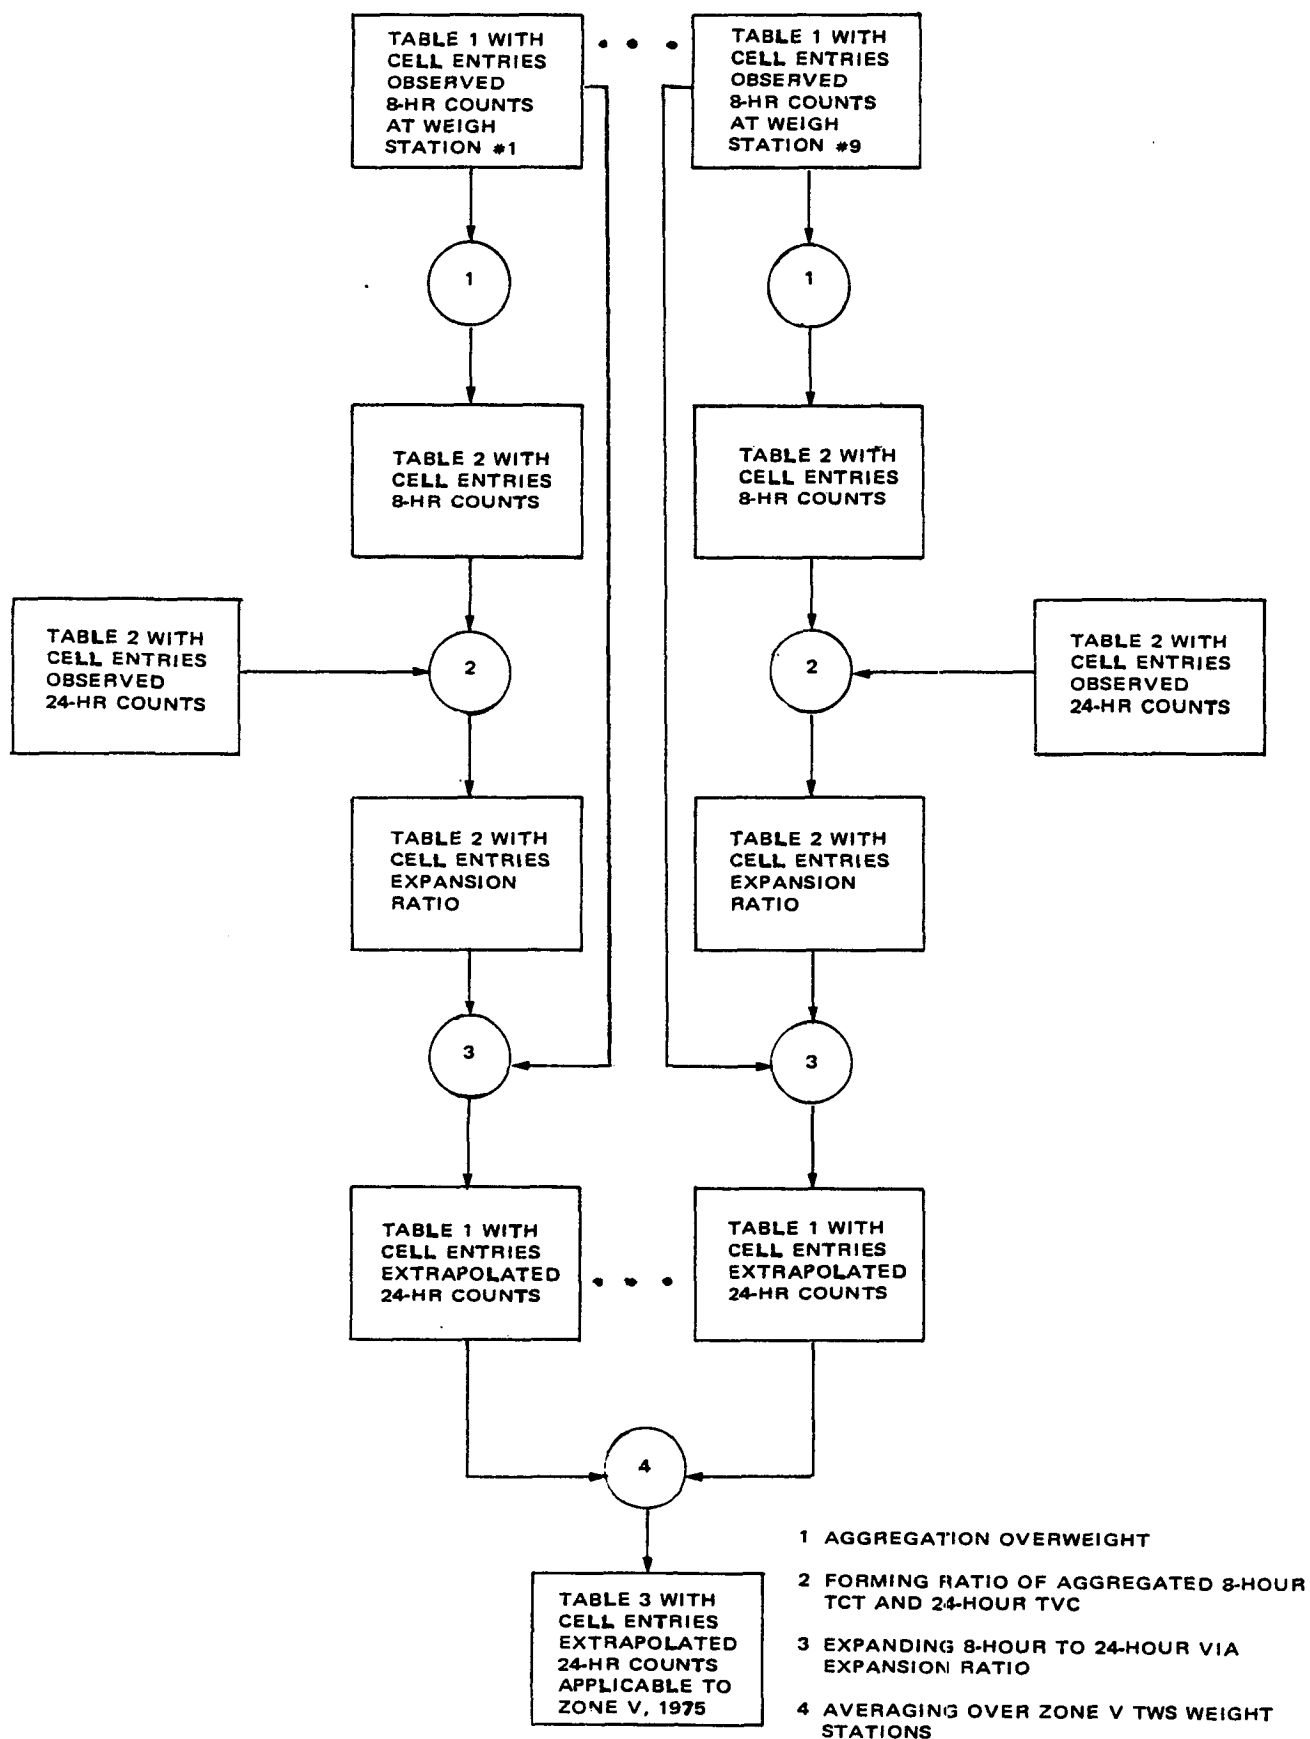 TABLE 1 WITH
CELL ENTRIES
OBSERVED
8-HR COUNTS
AT WEIGH
STATION #1
TABLE 1 WITH
CELL ENTRIES
OBSERVED
8-HR COUNTS
AT WEIGH
STATION #9
1
1
TABLE 2 WITH
CELL ENTRIES
8-HR COUNTS
TABLE 2 WITH
CELL ENTRIES
8-HR COUNTS
TABLE 2 WITH
CELL ENTRIES
OBSERVED
24-HR COUNTS
2
2
TABLE 2 WITH
CELL ENTRIES
OBSERVED
24-HR COUNTS
TABLE 2 WITH
CELL ENTRIES
EXPANSION
RATIO
TABLE 2 WITH
CELL ENTRIES
EXPANSION
RATIO
3
3
TABLE 1 WITH
CELL ENTRIES
EXTRAPOLATED
24-HR COUNTS
TABLE 1 WITH
CELL ENTRIES
EXTRAPOLATED
24-HR COUNTS
4
TABLE 3 WITH
CELL ENTRIES
EXTRAPOLATED
24-HR COUNTS
APPLICABLE TO
ZONE V, 1975
1 AGGREGATION OVERWEIGHT
2 FORMING RATIO OF AGGREGATED 8-HOUR
TCT AND 24-HOUR TVC
3 EXPANDING 8-HOUR TO 24-HOUR VIA
EXPANSION RATIO
4 AVERAGING OVER ZONE V TWS WEIGHT
STATIONS